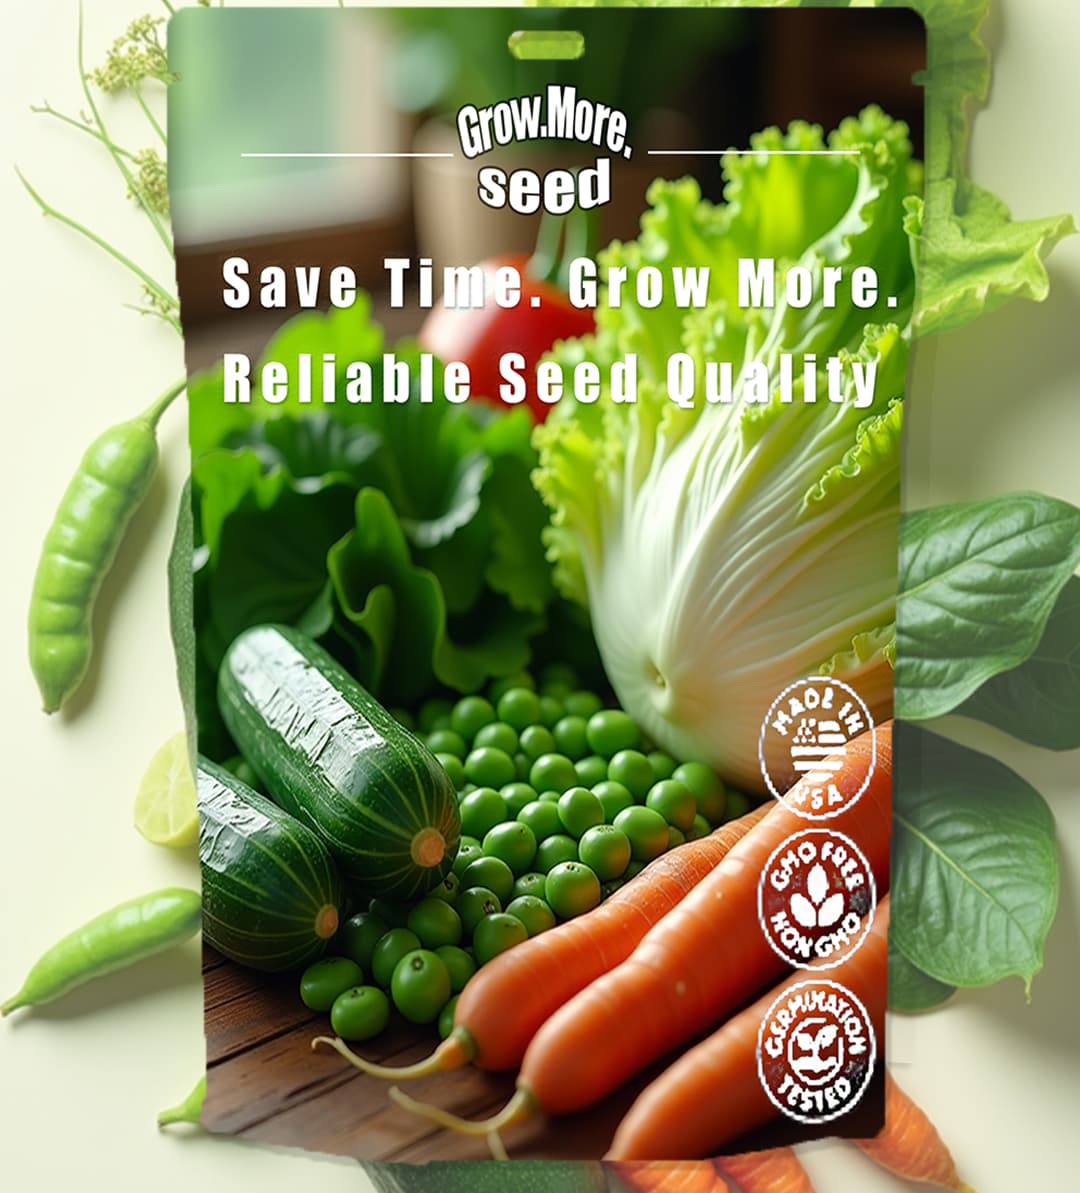 Grow.More.
seed
Save Time. Grow More.
Reliable Seed Quality
MADE IN
USA
GMO FREE
NON GMO
GERMINATION
TESTED